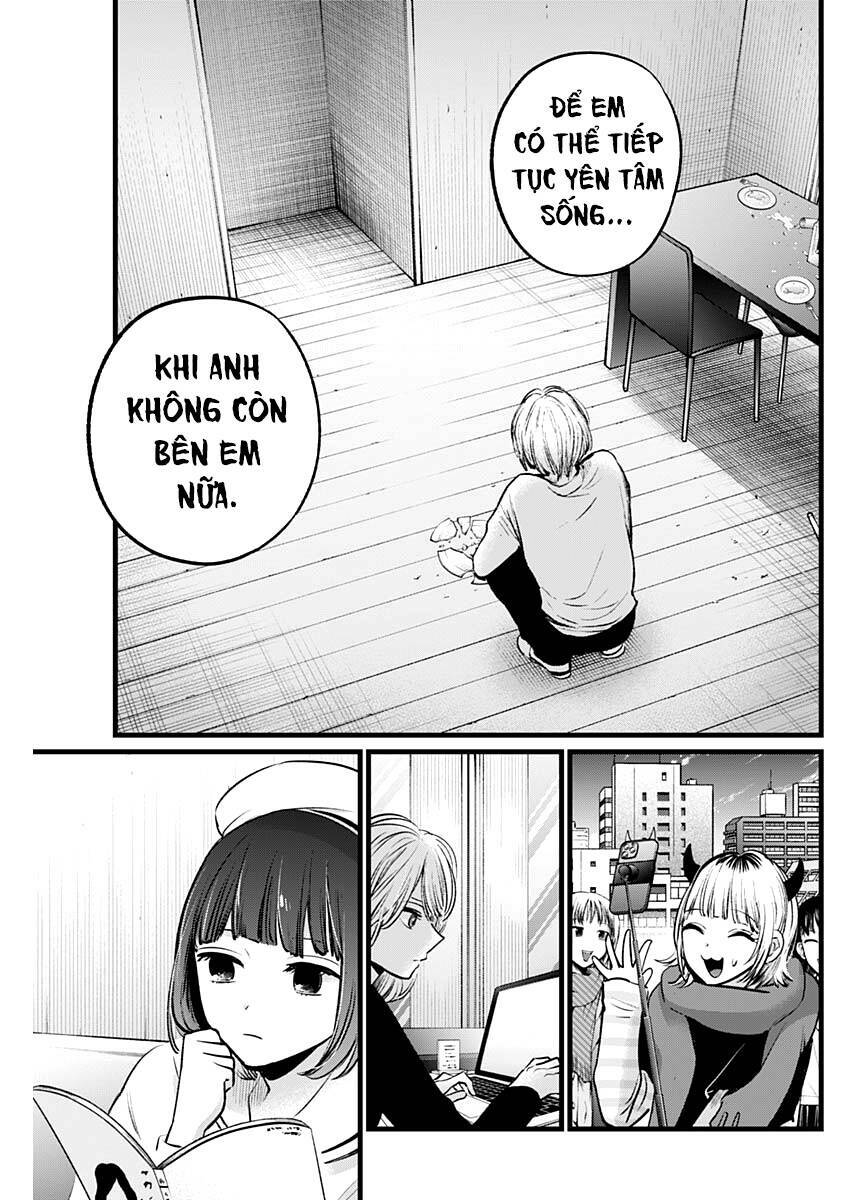 ĐỂ EM
CÓ THỂ TIẾP
TỤC YÊN TÂM
SỐNG...
KHI ANH
KHÔNG CÒN
BÊN EM
NỮA.